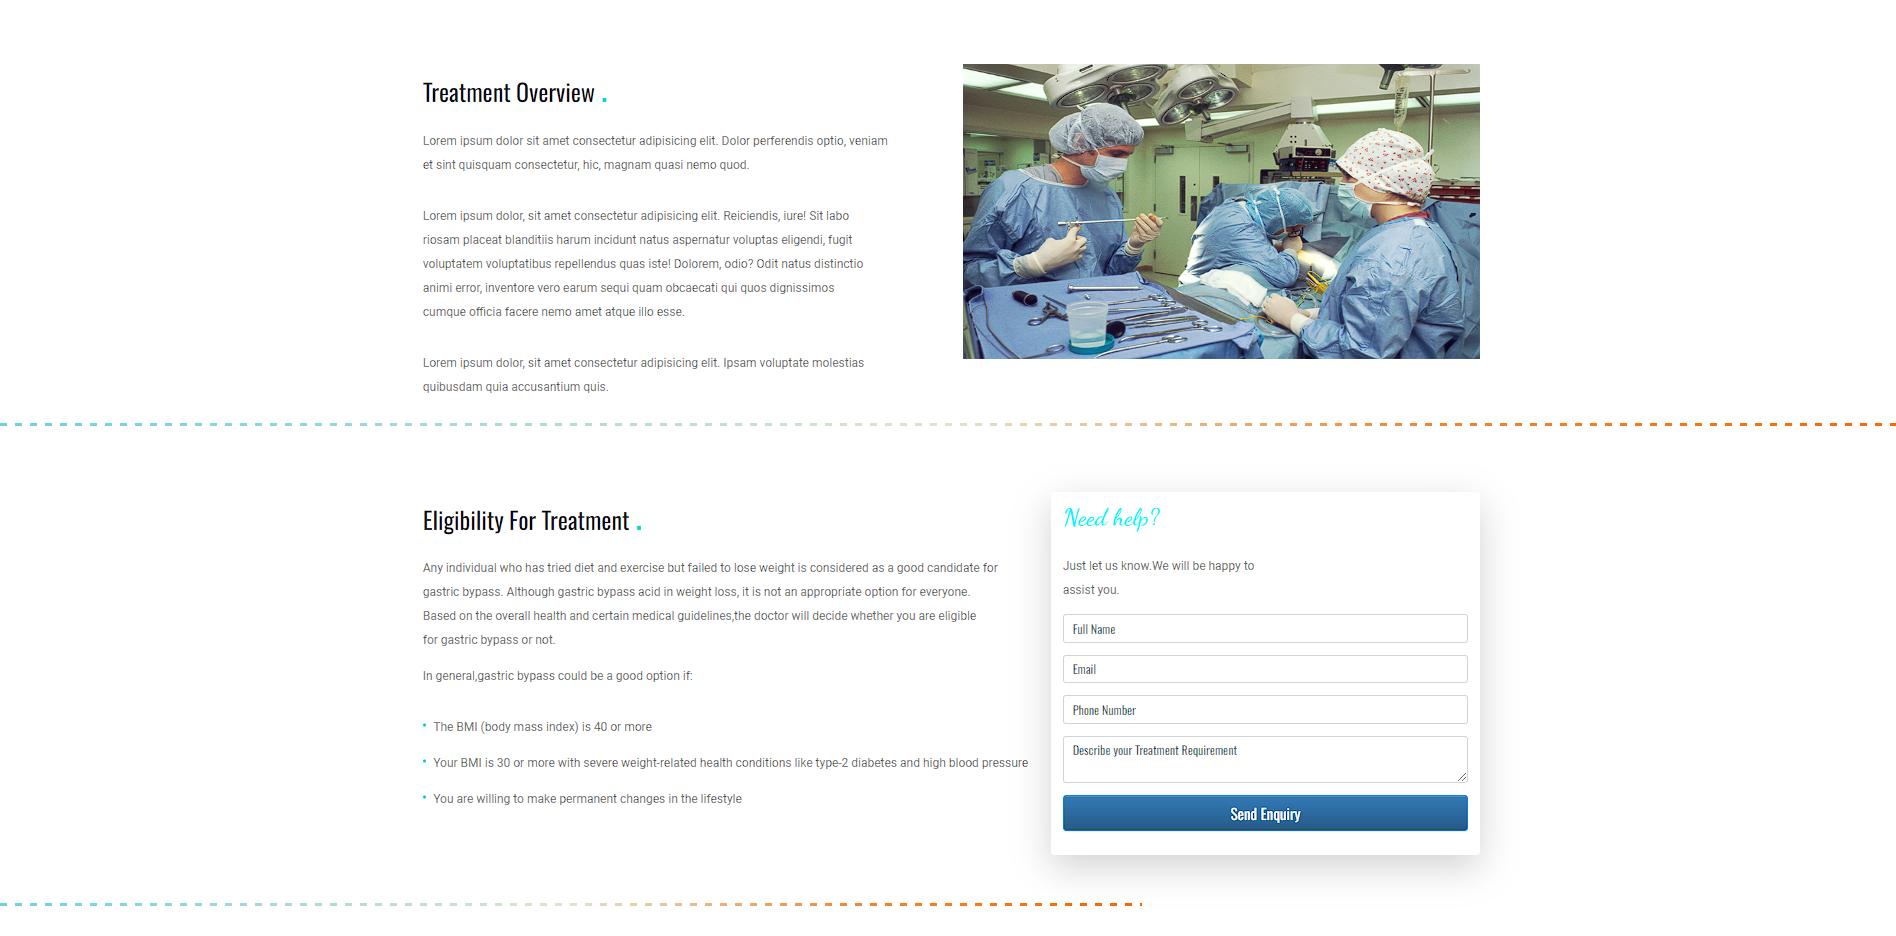 Treatment Overview .
Lorem ipsum dolor sit amet consectetur adipisicing elit. Dolor perferendis optio, veniam
et sint quisquam consectetur, hic, magnam quasi nemo quod.
Lorem ipsum dolor, sit amet consectetur adipisicing elit. Reiciendis, iure! Sit labo
riosam placeat blanditiis harum incidunt natus aspernatur voluptas eligendi, fugit
voluptatem voluptatibus repellendus quas iste! Dolorem, odio? Odit natus distinctio
animi error, inventore vero earum sequi quam obcaecati qui quos dignissimos
cumque officia facere nemo amet atque illo esse.
Lorem ipsum dolor, sit amet consectetur adipisicing elit. Ipsam voluptate molestias
quibusdam quia accusantium quis.
Eligibility For Treatment .
Any individual who has tried diet and exercise but failed to lose weight is considered as a good candidate for
gastric bypass. Although gastric bypass acid in weight loss, it is not an appropriate option for everyone.
Based on the overall health and certain medical guidelines,the doctor will decide whether you are eligible
for gastric bypass or not.
In general,gastric bypass could be a good option if:
• The BMI (body mass index) is 40 or more
• Your BMI is 30 or more with severe weight-related health conditions like type-2 diabetes and high blood pressure
• You are willing to make permanent changes in the lifestyle
Need help?
Just let us know.We will be happy to
assist you.
Full Name
Email
Phone Number
Describe your Treatment Requirement
Send Enquiry